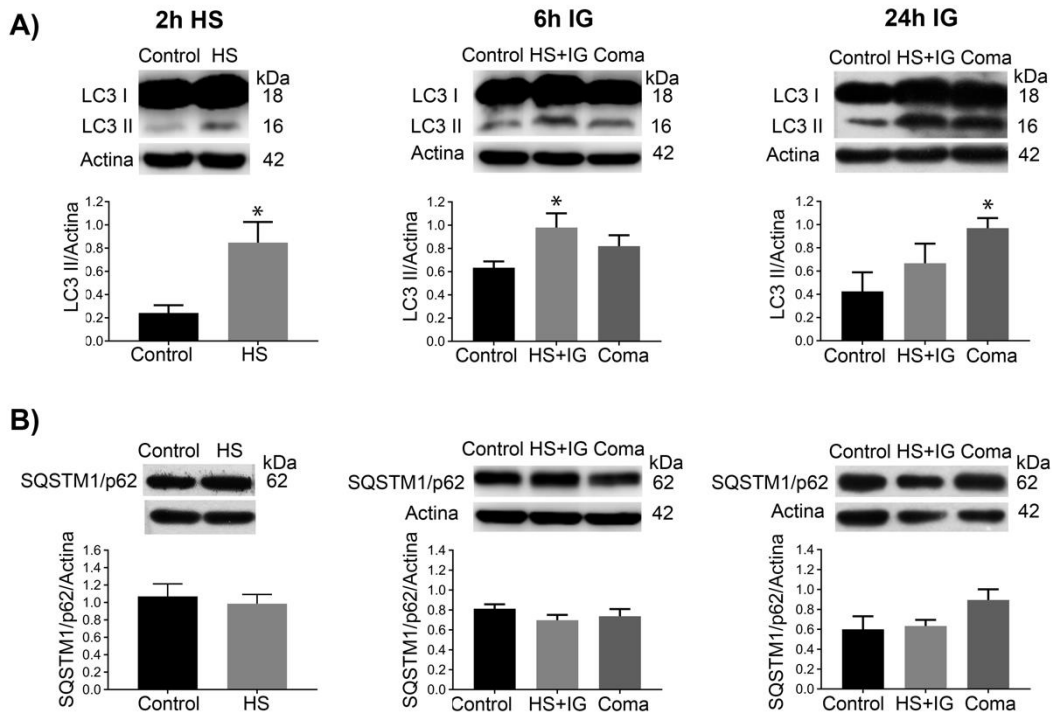 A)
2h HS
Control HS
kDa
LC3 I 18
LC3 II 16
Actina 42
LC3 II/Actina
1.2
1.0
0.8
0.6
0.4
0.2
0.0
*
Control HS
6h IG
Control HS+IG Coma
kDa
LC3 I 18
LC3 II 16
Actina 42
LC3 II/Actina
1.2
1.0
0.8
0.6
0.4
0.2
0.0
*
Control HS+IG Coma
24h IG
Control HS+IG Coma
kDa
LC3 I 18
LC3 II 16
Actina 42
LC3 II/Actina
1.2
1.0
0.8
0.6
0.4
0.2
0.0
*
Control HS+IG Coma
B)
Control HS
kDa
SQSTM1/p62 62
SQSTM1/p62/Actina
1.6
1.4
1.2
1.0
0.8
0.6
0.4
0.2
0.0
Control HS
Control HS+IG Coma
kDa
SQSTM1/p62 62
Actina 42
SQSTM1/p62/Actina
1.4
1.2
1.0
0.8
0.6
0.4
0.2
0.0
Control HS+IG Coma
Control HS+IG Coma
kDa
SQSTM1/p62 62
Actina 42
SQSTM1/p62/Actina
1.4
1.2
1.0
0.8
0.6
0.4
0.2
0.0
Control HS+IG Coma